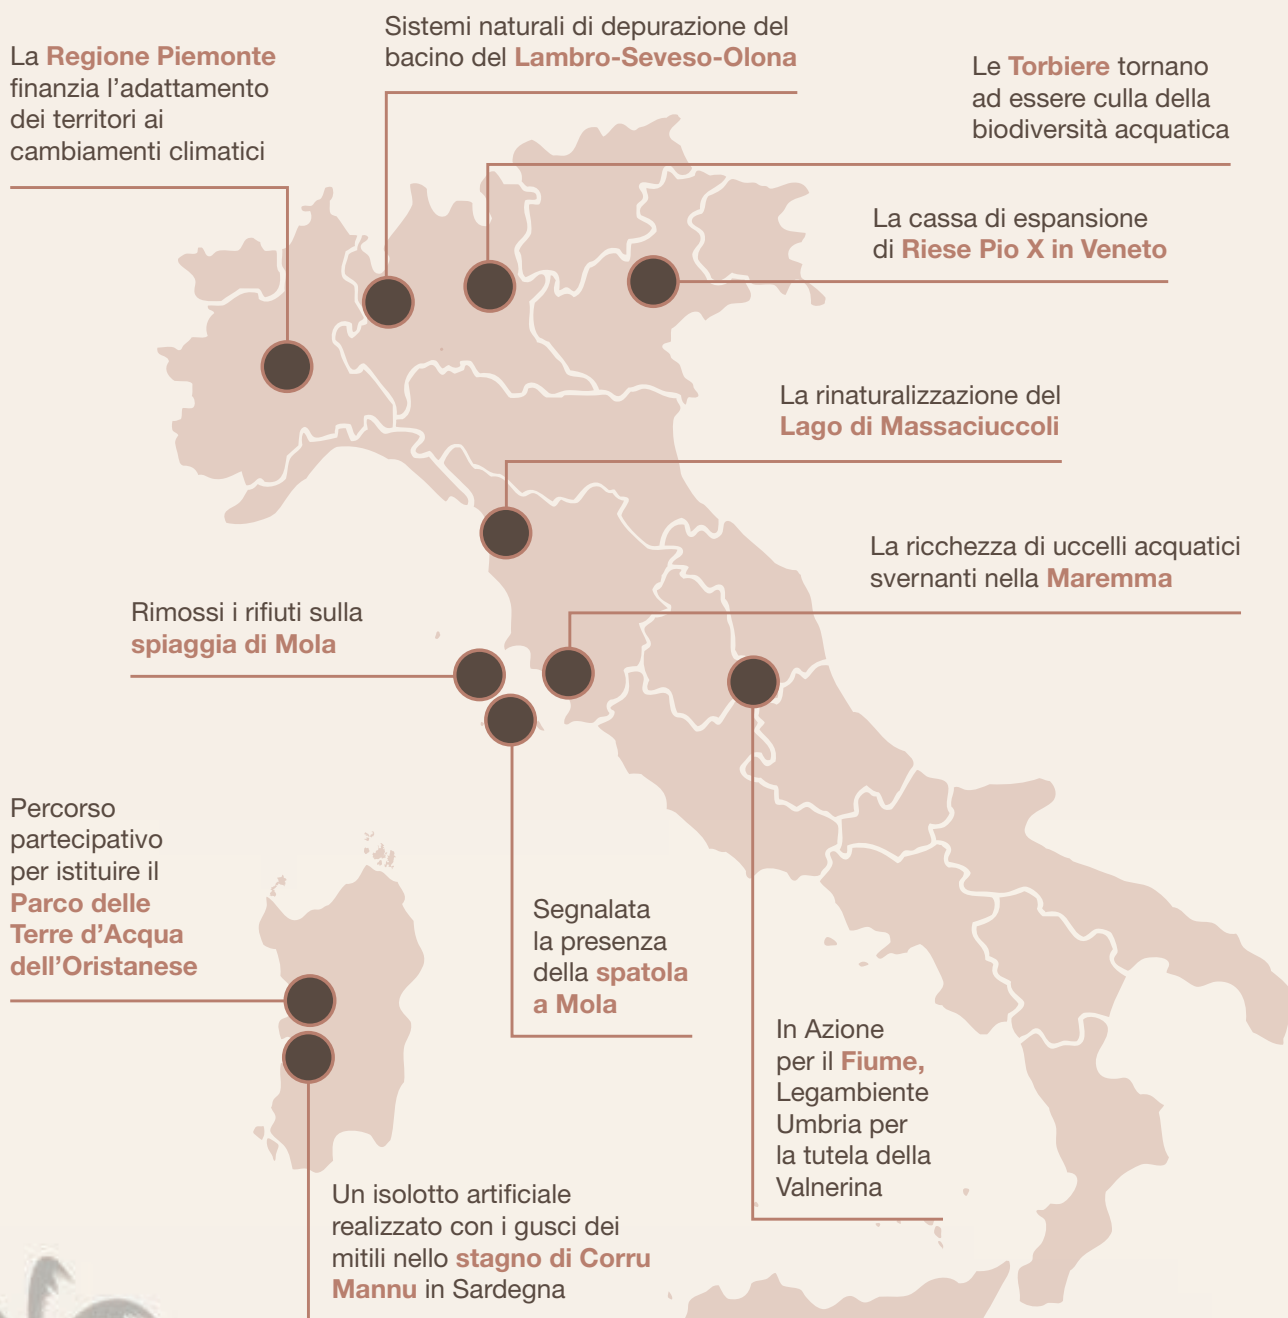 La Regione Piemonte
finanzia l'adattamento
dei territori ai
cambiamenti climatici
Sistemi naturali di depurazione del
bacino del Lambro-Seveso-Olona
Le Torbiere tornano
ad essere culla della
biodiversità acquatica
La cassa di espansione
di Riese Pio X in Veneto
La rinaturalizzazione del
Lago di Massaciuccoli
La ricchezza di uccelli acquatici
svernanti nella Maremma
Rimossi i rifiuti sulla
spiaggia di Mola
Percorso
partecipativo
per istituire il
Parco delle
Terre d'Acqua
dell'Oristanese
Segnalata
la presenza
della spatola
a Mola
In Azione
per il Fiume,
Legambiente
Umbria per
la tutela della
Valnerina
Un isolotto artificiale
realizzato con i gusci dei
mitili nello stagno di Corru
Mannu in Sardegna